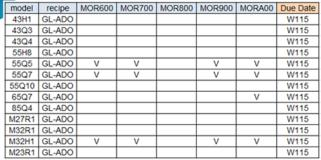 model recipe MOR600 MOR700 MOR800 MOR900 MORA00 Due Date
43H1 GL-ADO W115
43Q3 GL-ADO W115
43Q4 GL-ADO W115
55H8 GL-ADO W115
55Q5 GL-ADO V V V V W115
55Q7 GL-ADO V V V V W115
55Q10 GL-ADO W115
65Q7 GL-ADO V W115
85Q4 GL-ADO W115
M27R1 GL-ADO W115
M32R1 GL-ADO W115
M32H1 GL-ADO V V V V W115
M23R1 GL-ADO W115